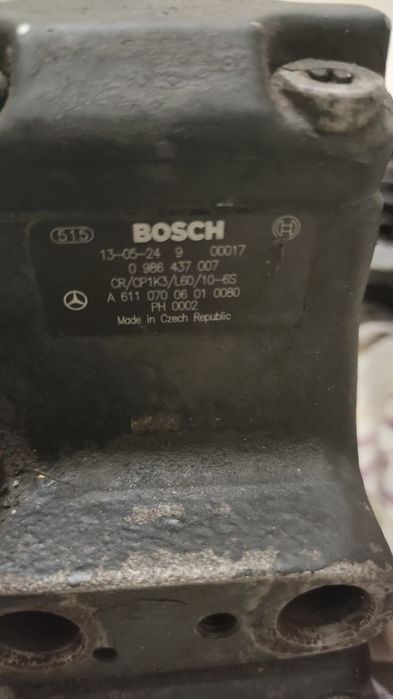 515 BOSCH
13-05-24 9 00017
0 986 437 007
CR/CP1K3/L60/10-6S
A 611 070 06 01 0080
PH 0002
Made in Czech Republic